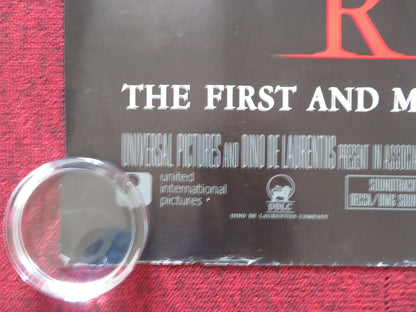 R
THE FIRST AND M
UNIVERSAL PICTURES AND DINO DE LAURENTIIS PRESENT IN ASSOCIA
united
international
pictures
DDLC
DINO DE LAURENTIIS COMPANY
SOUNDTRAC
DECCA/UMG SOUN